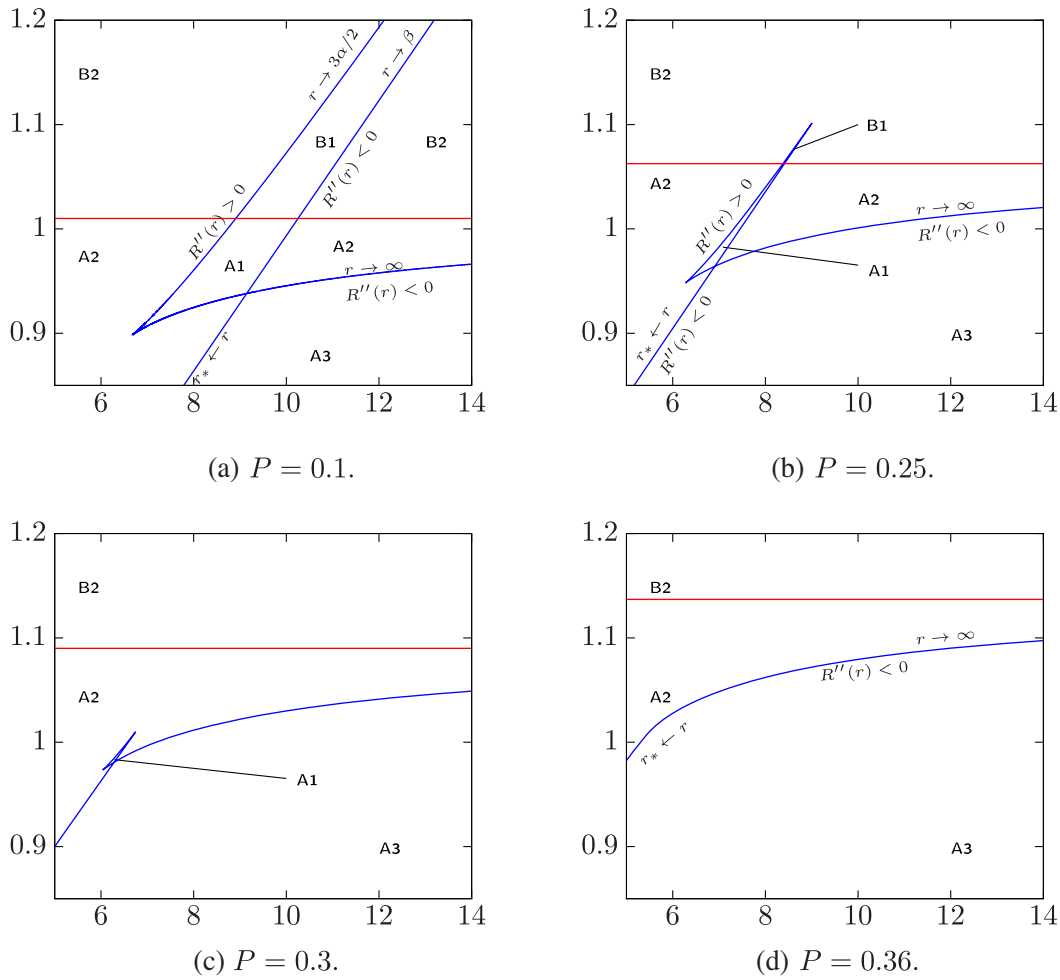 1.2
1.1
1
0.9
6
8
10
12
14
B2
r → 3α/2
r → β
B1
B2
R''(r) > 0
R''(r) < 0
A2
A1
A2
r → ∞
R''(r) < 0
r* ← r
A3
(a) P = 0.1.
1.2
1.1
1
0.9
6
8
10
12
14
B2
B1
A2
A2
R''(r) > 0
r → ∞
R''(r) < 0
A1
r* ← r
R''(r) < 0
A3
(b) P = 0.25.
1.2
1.1
1
0.9
6
8
10
12
14
B2
A2
A1
A3
(c) P = 0.3.
1.2
1.1
1
0.9
6
8
10
12
14
B2
A2
r → ∞
R''(r) < 0
r* ← r
A3
(d) P = 0.36.